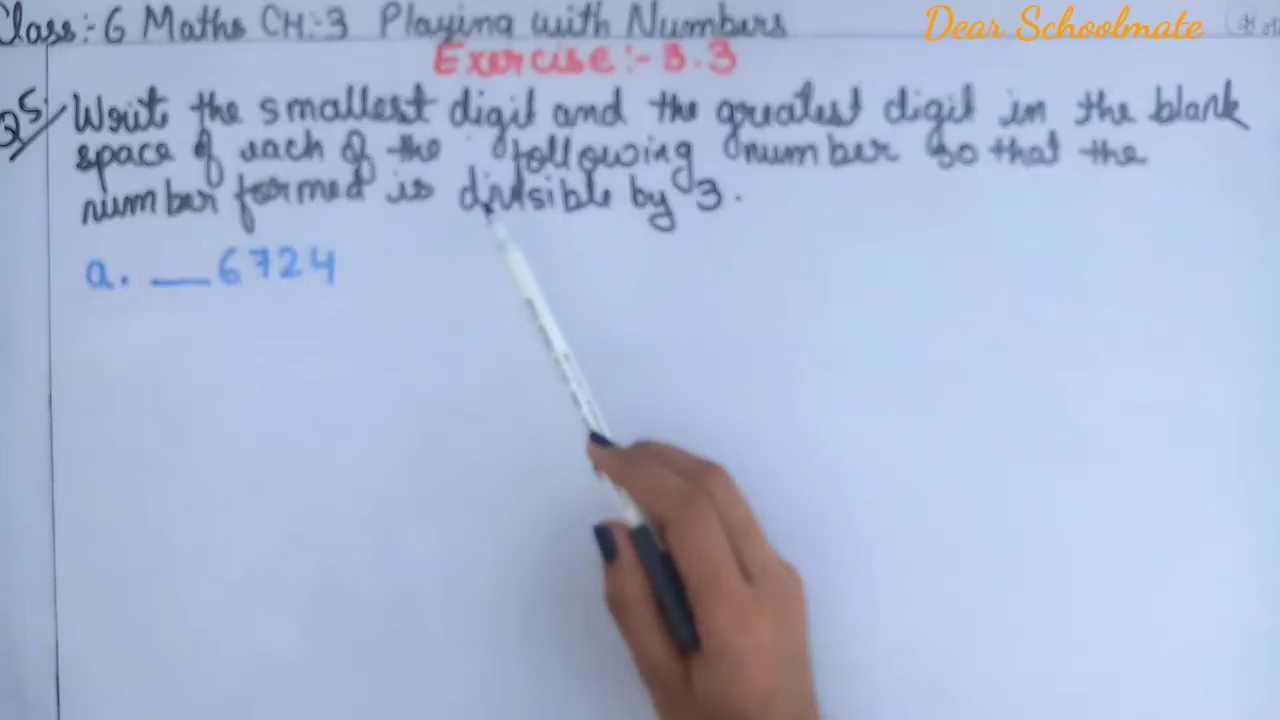 Class:- 6 Maths CH:-3 Playing with Numbers
Dear Schoolmate
Exercise:- 3.3
Q5 Write the smallest digit and the greatest digit in the blank
space of each of the following number so that the
number formed is divisible by 3.
a. __6724